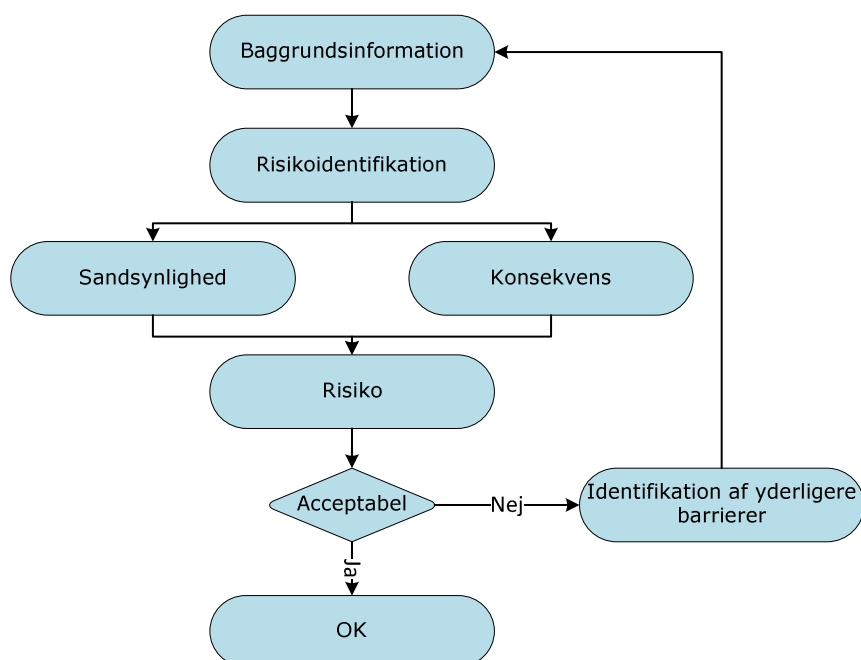 Baggrundsinformation
Risikoidentifikation
Sandsynlighed
Konsekvens
Risiko
Acceptabel
Nej
Identifikation af yderligere
barrierer
Ja
OK